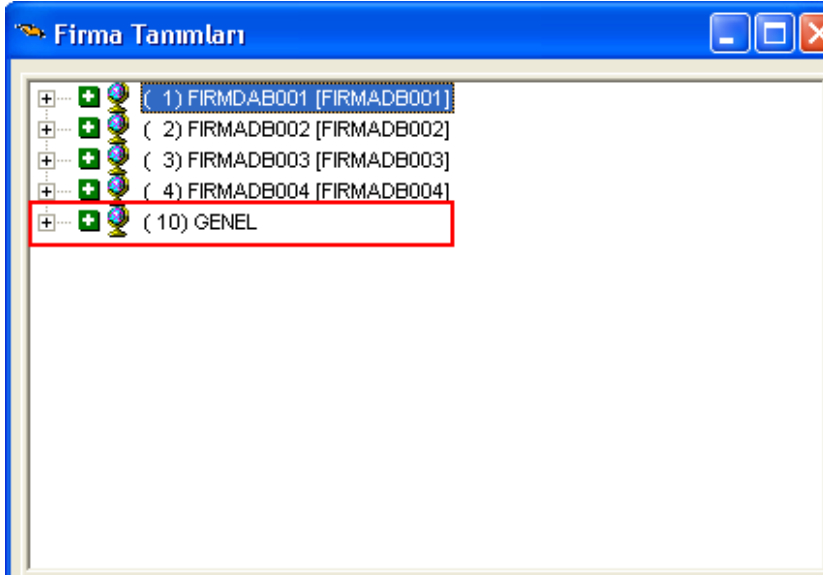 Firma Tanımları
( 1) FIRMDAB001 [FIRMADB001]
( 2) FIRMADB002 [FIRMADB002]
( 3) FIRMADB003 [FIRMADB003]
( 4) FIRMADB004 [FIRMADB004]
( 10) GENEL